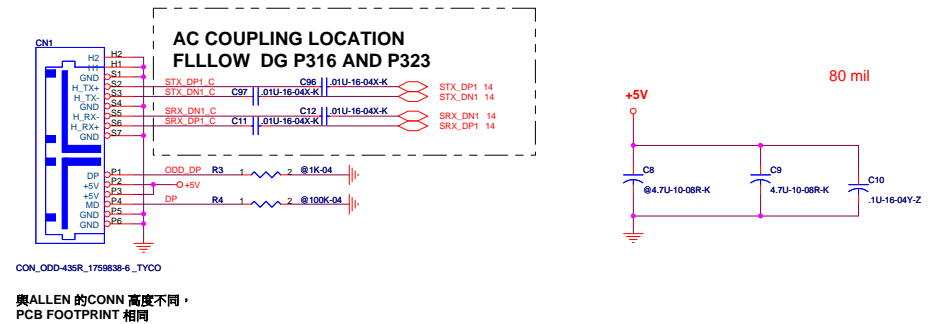 AC COUPLING LOCATION
FLLLOW DG P316 AND P323
CN1
H2 H2
H1 H1
GND S1
H_TX+ S2 STX_DP1_C C96 .01U-16-04X-K STX_DP1 14
H_TX- S3 STX_DN1_C C97 .01U-16-04X-K STX_DN1 14
GND S4
H_RX- S5 SRX_DN1_C C12 .01U-16-04X-K SRX_DN1 14
H_RX+ S6 SRX_DP1_C C11 .01U-16-04X-K SRX_DP1 14
GND S7
DP P1 ODD_DP R3 1 2 @1K-04
+5V P2 +5V
+5V P3
MD P4 DP R4 1 2 @100K-04
GND P5
GND P6
CON_ODD-435R_1759838-6 _TYCO
與ALLEN 的CONN 高度不同，
PCB FOOTPRINT 相同
80 mil
+5V
C8
@4.7U-10-08R-K
C9
4.7U-10-08R-K
C10
.1U-16-04Y-Z